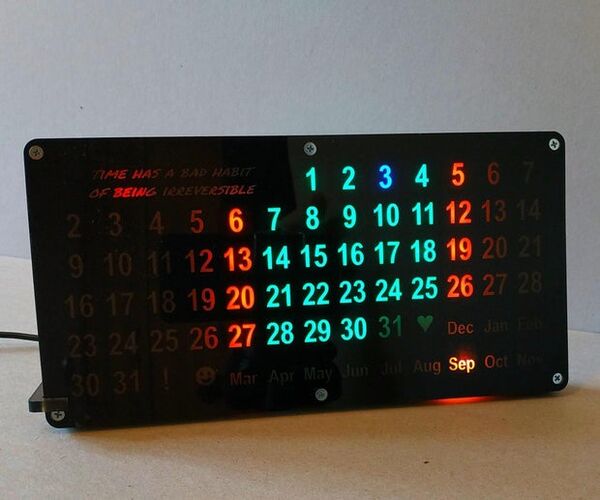 TIME HAS A BAD HABIT
OF BEING IRREVERSIBLE
1 2 3 4 5 6 7
2 3 4 5 6 7 8 9 10 11 12 13 14
9 10 11 12 13 14 15 16 17 18 19 20 21
16 17 18 19 20 21 22 23 24 25 26 27 28
23 24 25 26 27 28 29 30 31 ♥ Dec Jan Feb
30 31 ! Mar Apr May Jun Jul Aug Sep Oct Nov